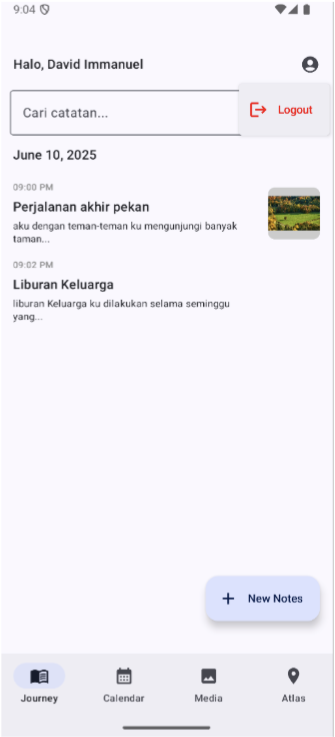 9:04
Halo, David Immanuel
Cari catatan...
Logout
June 10, 2025
09:00 PM
Perjalanan akhir pekan
aku dengan teman-teman ku mengunjungi banyak
taman...
09:02 PM
Liburan Keluarga
liburan Keluarga ku dilakukan selama seminggu
yang...
+ New Notes
Journey
Calendar
Media
Atlas